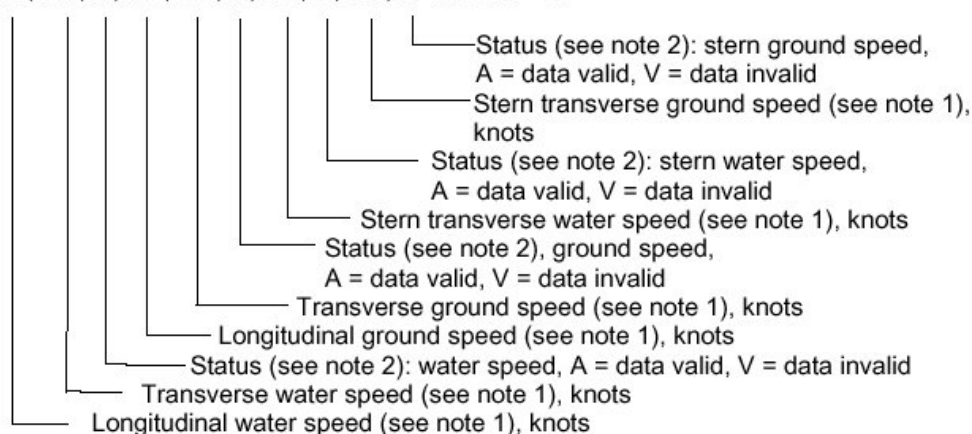 Status (see note 2): stern ground speed,
A = data valid, V = data invalid
Stern transverse ground speed (see note 1),
knots
Status (see note 2): stern water speed,
A = data valid, V = data invalid
Stern transverse water speed (see note 1), knots
Status (see note 2), ground speed,
A = data valid, V = data invalid
Transverse ground speed (see note 1), knots
Longitudinal ground speed (see note 1), knots
Status (see note 2): water speed, A = data valid, V = data invalid
Transverse water speed (see note 1), knots
Longitudinal water speed (see note 1), knots